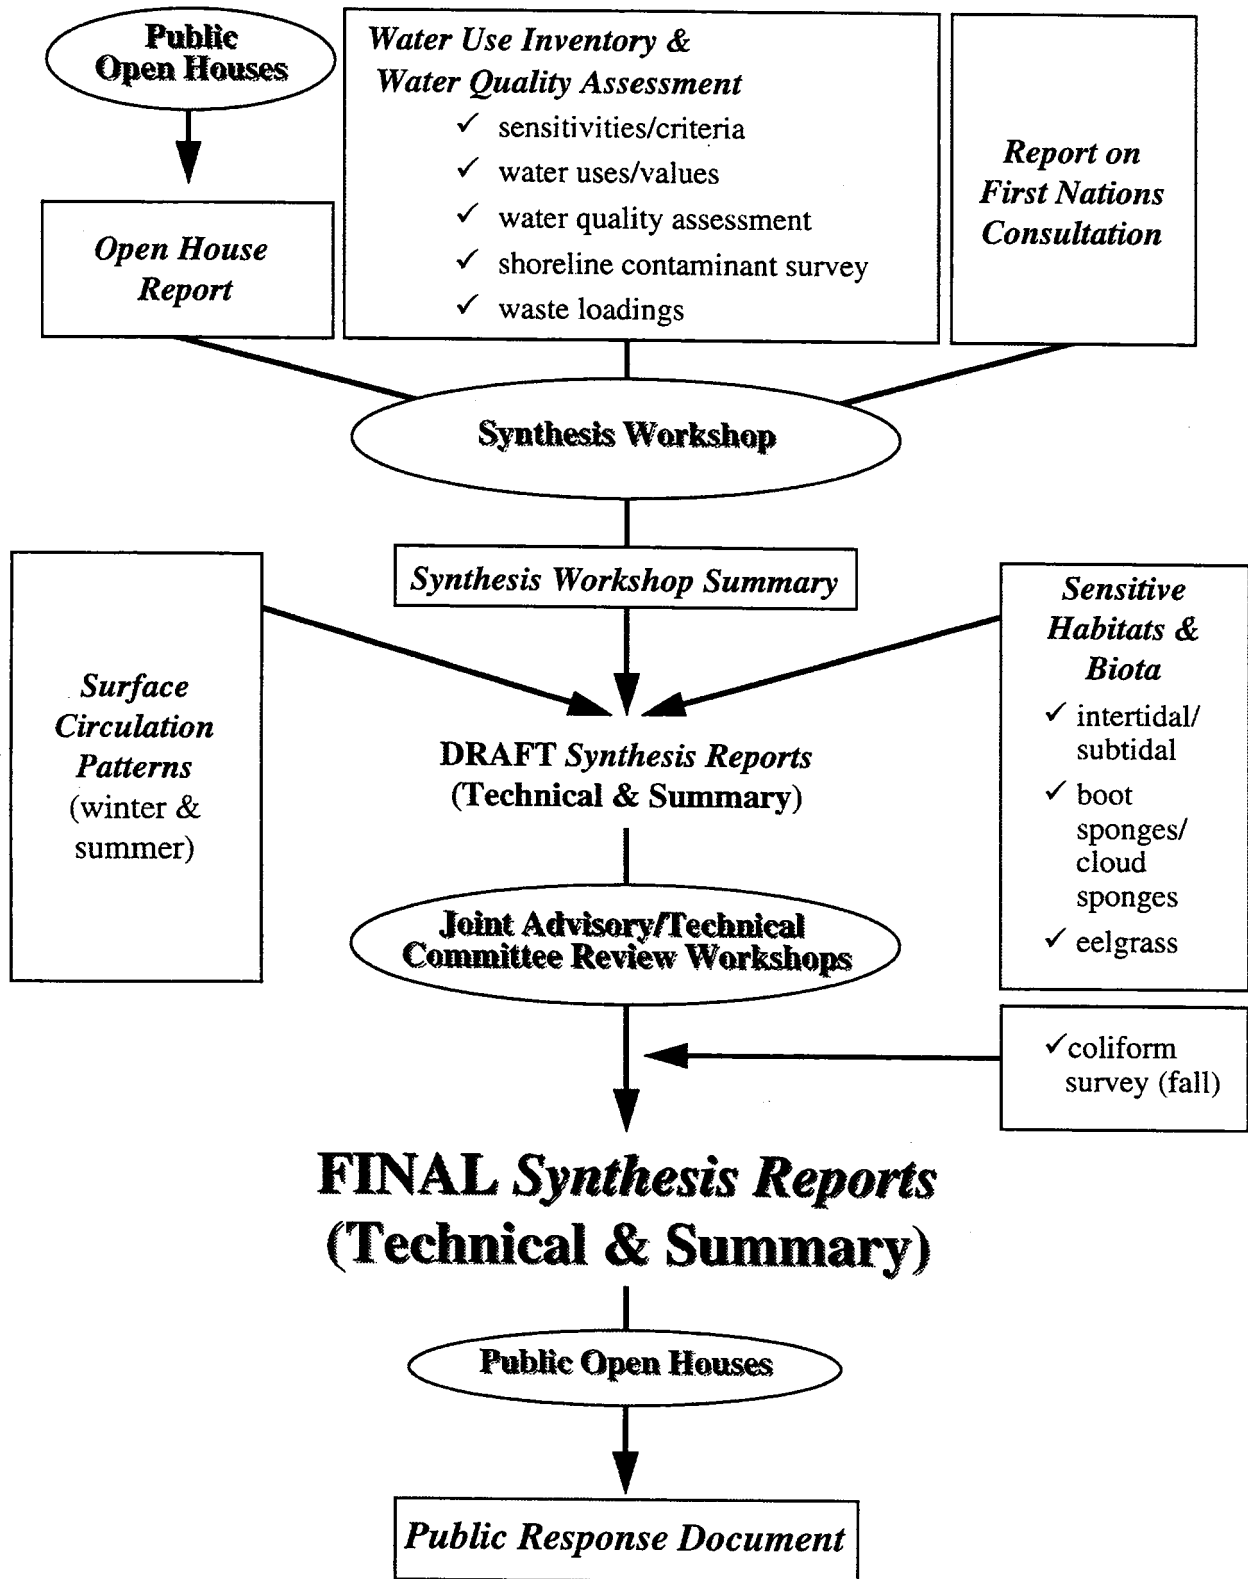 Public
Open Houses
Open House
Report
Water Use Inventory &
Water Quality Assessment
✓ sensitivities/criteria
✓ water uses/values
✓ water quality assessment
✓ shoreline contaminant survey
✓ waste loadings
Report on
First Nations
Consultation
Synthesis Workshop
Synthesis Workshop Summary
Surface
Circulation
Patterns
(winter &
summer)
Sensitive
Habitats &
Biota
✓ intertidal/
subtidal
✓ boot
sponges/
cloud
sponges
✓ eelgrass
DRAFT Synthesis Reports
(Technical & Summary)
Joint Advisory/Technical
Committee Review Workshops
✓ coliform
survey (fall)
FINAL Synthesis Reports
(Technical & Summary)
Public Open Houses
Public Response Document